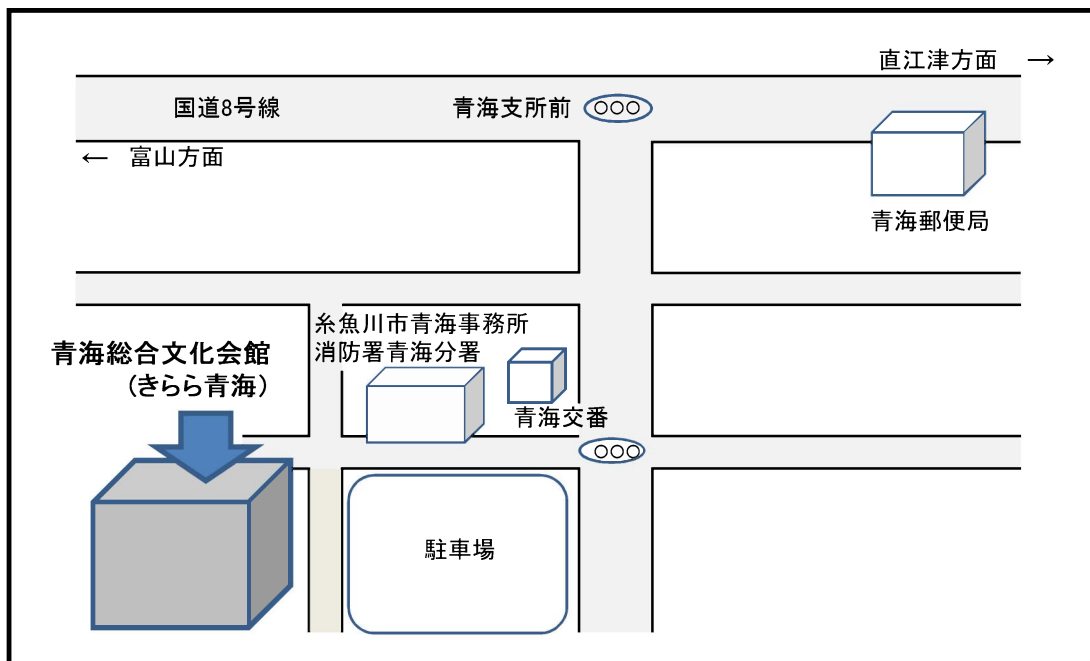 直江津方面 →
国道8号線
青海支所前
○○○
← 富山方面
青海郵便局
糸魚川市青海事務所
消防署青海分署
青海総合文化会館
(きらら青海)
青海交番
○○○
駐車場